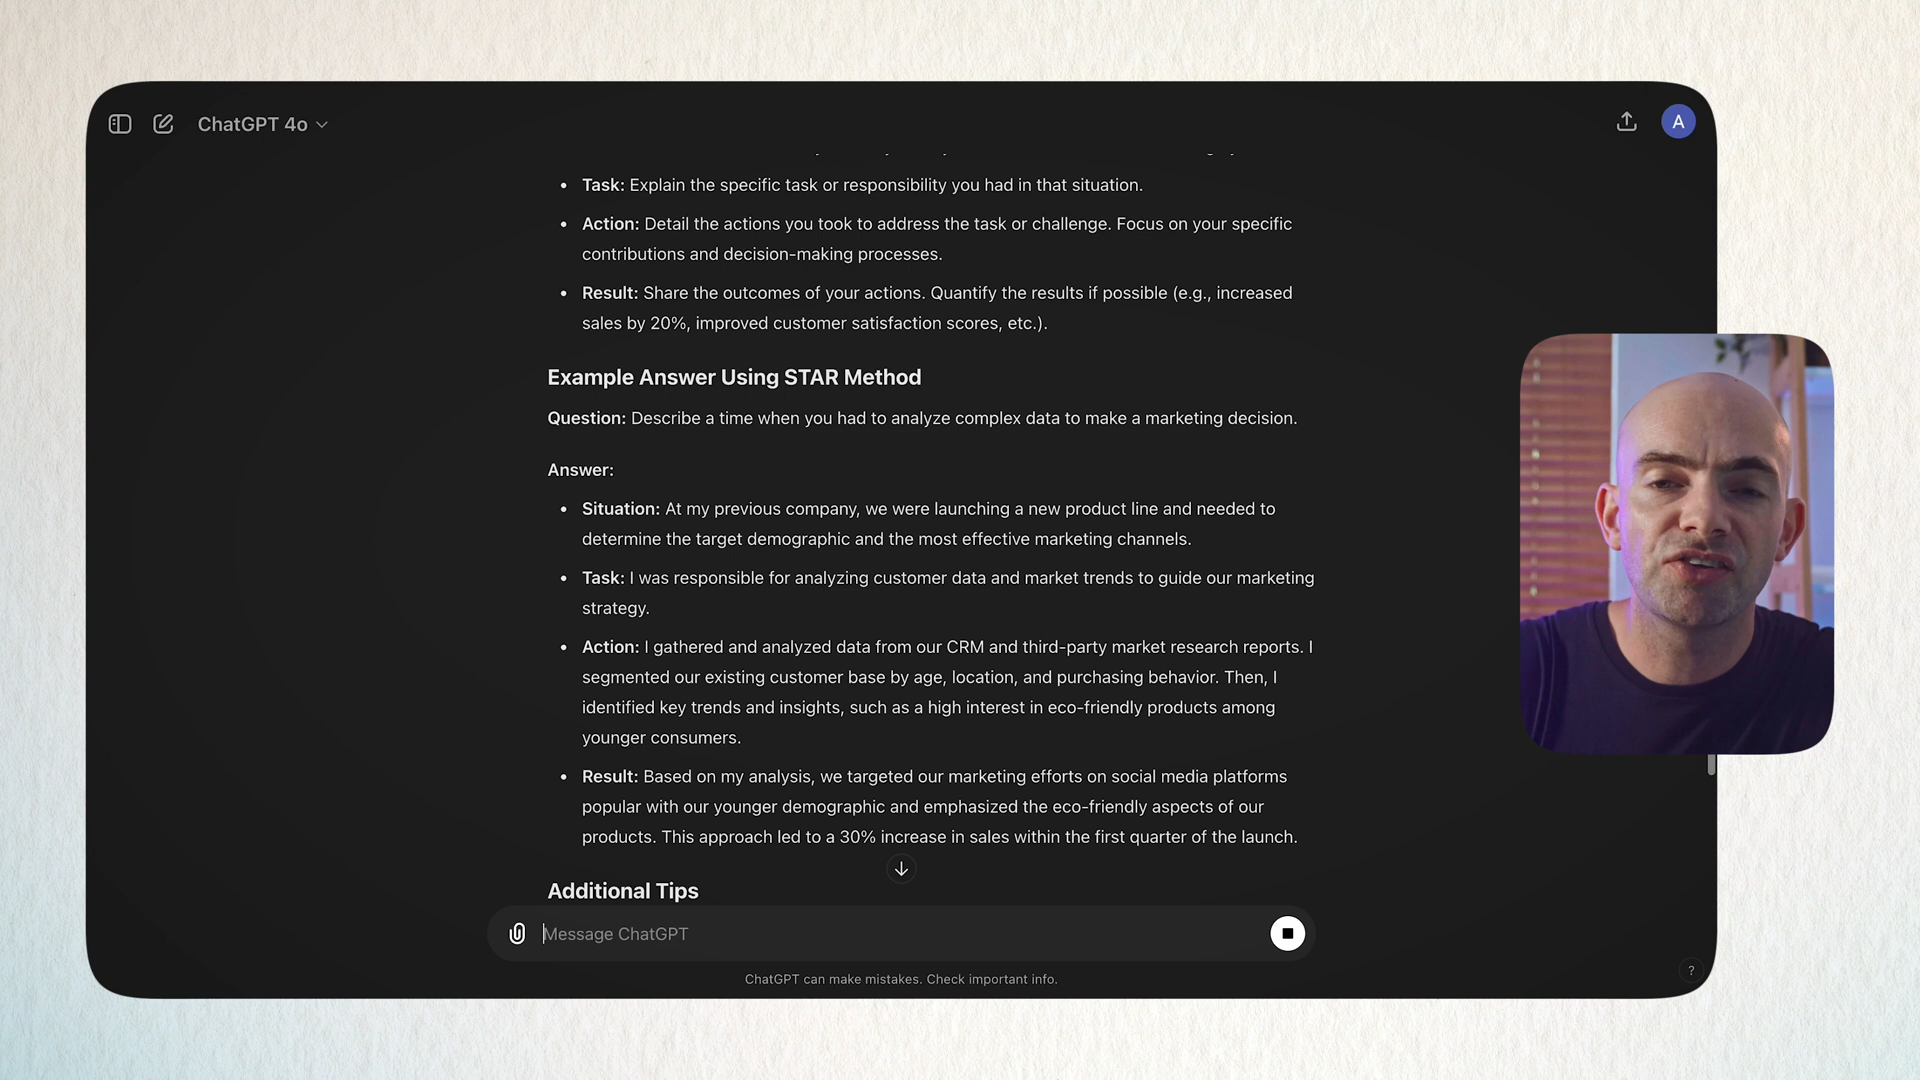 ChatGPT 4o
A
• Task: Explain the specific task or responsibility you had in that situation.
• Action: Detail the actions you took to address the task or challenge. Focus on your specific
contributions and decision-making processes.
• Result: Share the outcomes of your actions. Quantify the results if possible (e.g., increased
sales by 20%, improved customer satisfaction scores, etc.).
Example Answer Using STAR Method
Question: Describe a time when you had to analyze complex data to make a marketing decision.
Answer:
• Situation: At my previous company, we were launching a new product line and needed to
determine the target demographic and the most effective marketing channels.
• Task: I was responsible for analyzing customer data and market trends to guide our marketing
strategy.
• Action: I gathered and analyzed data from our CRM and third-party market research reports. I
segmented our existing customer base by age, location, and purchasing behavior. Then, I
identified key trends and insights, such as a high interest in eco-friendly products among
younger consumers.
• Result: Based on my analysis, we targeted our marketing efforts on social media platforms
popular with our younger demographic and emphasized the eco-friendly aspects of our
products. This approach led to a 30% increase in sales within the first quarter of the launch.
Additional Tips
Message ChatGPT
ChatGPT can make mistakes. Check important info.
?